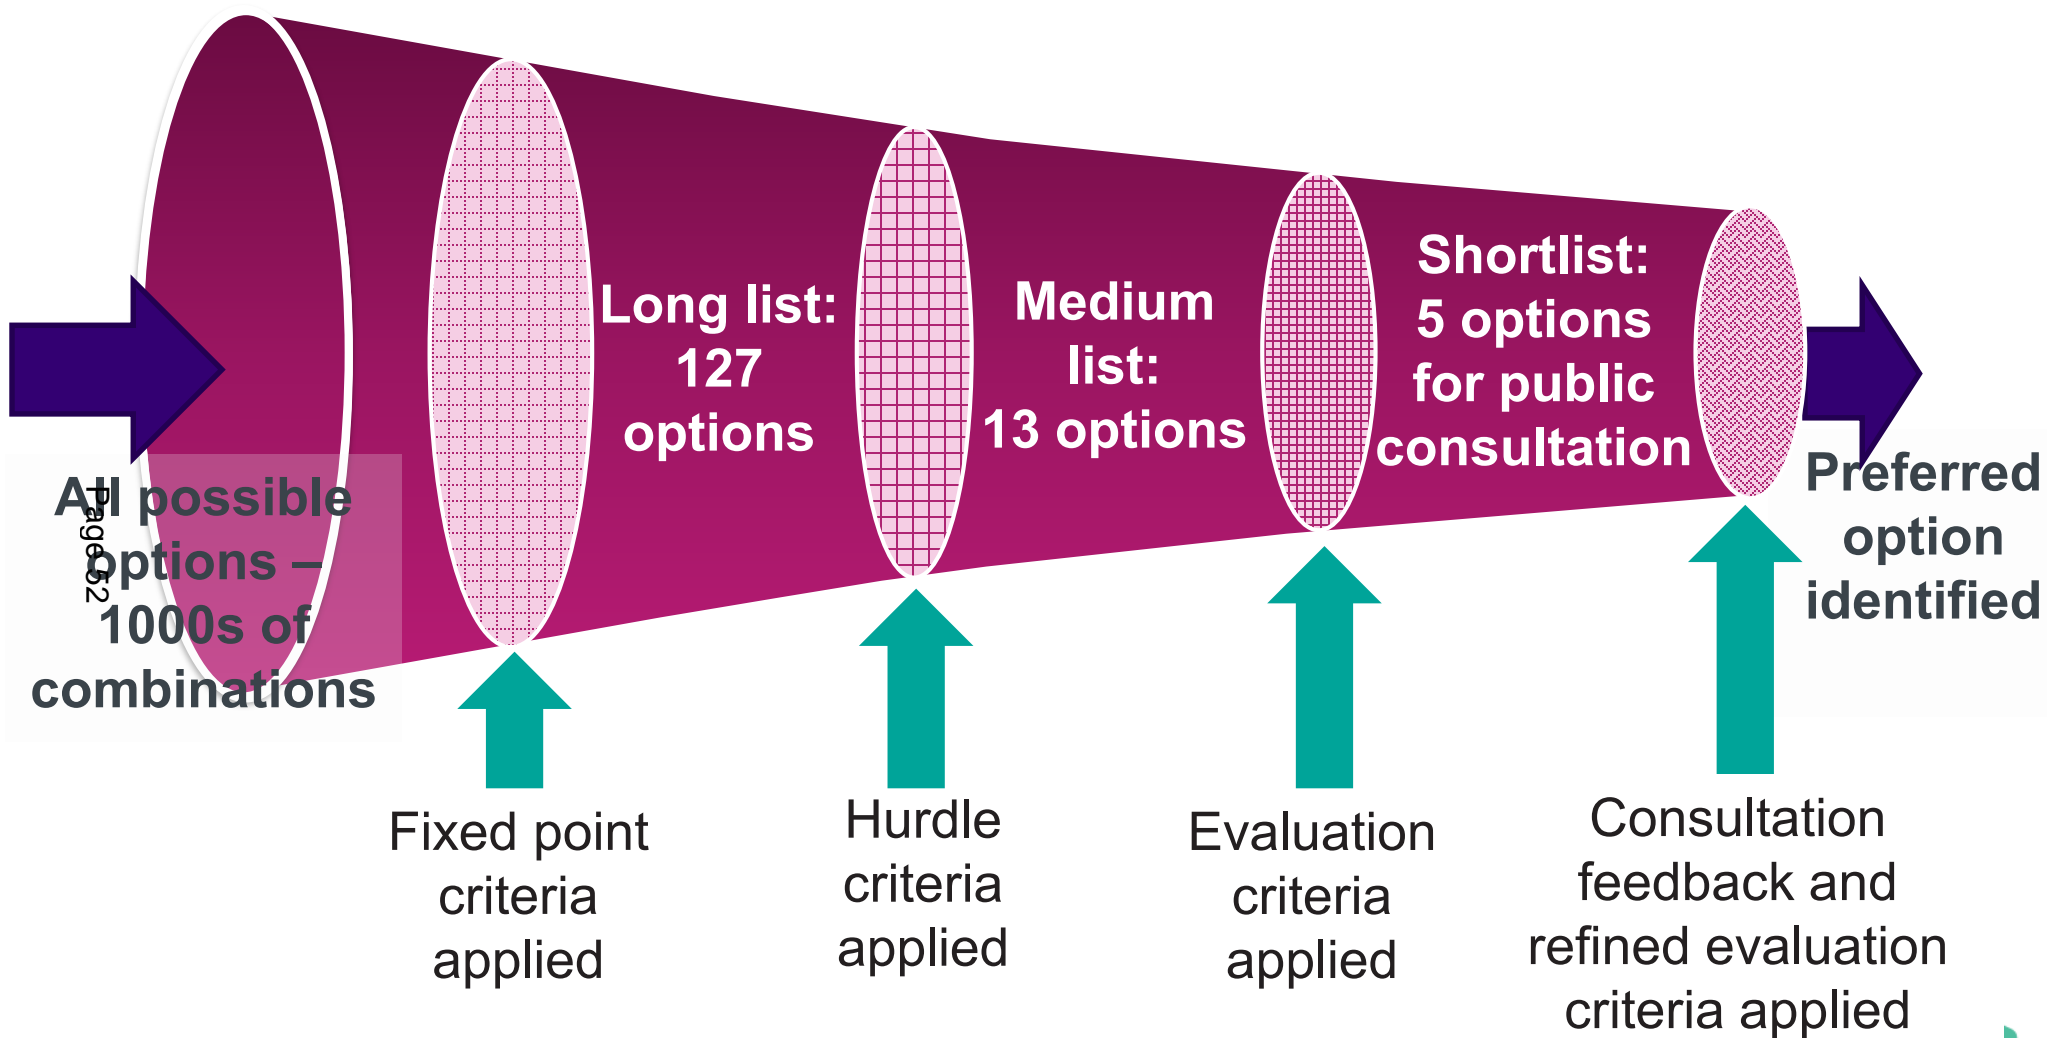 All possible
options –
1000s of
combinations
Page 52
Long list:
127
options
Medium
list:
13 options
Shortlist:
5 options
for public
consultation
Preferred
option
identified
Fixed point
criteria
applied
Hurdle
criteria
applied
Evaluation
criteria
applied
Consultation
feedback and
refined evaluation
criteria applied